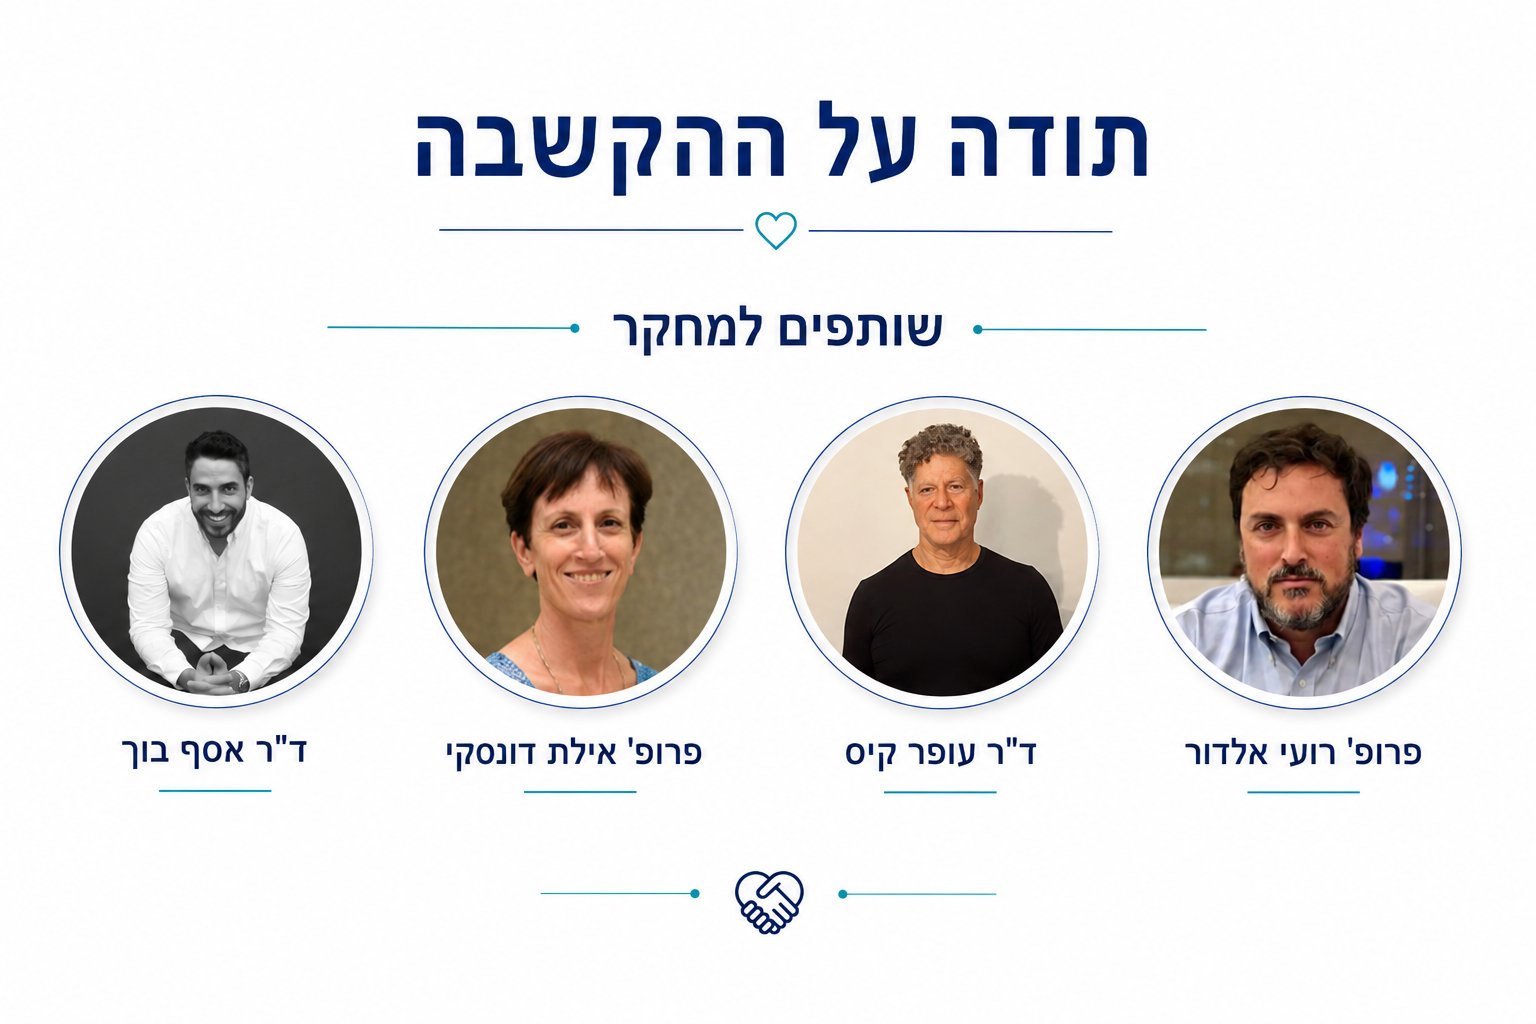 תודה על ההקשבה
שותפים למחקר
פרופ' רועי אלדור
ד"ר עופר קיס
פרופ' אילת דונסקי
ד"ר אסף בוך